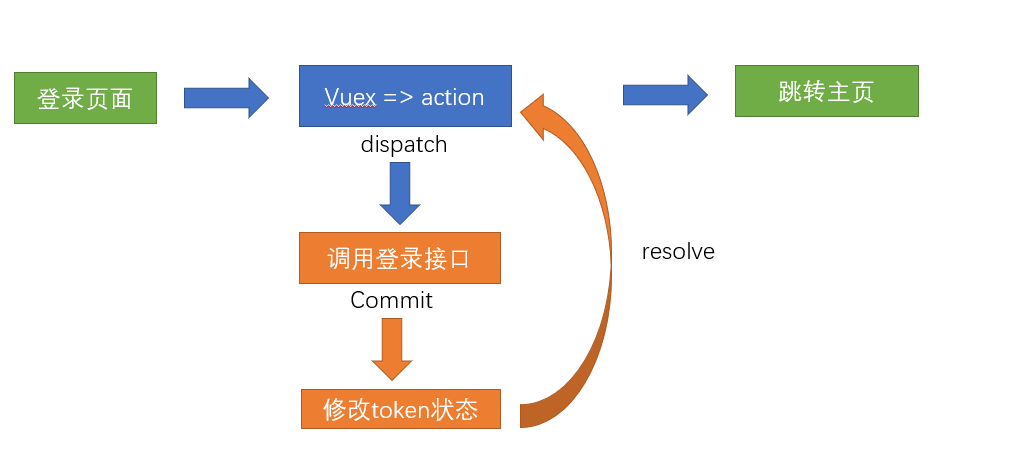 登录页面
Vuex => action
跳转主页
dispatch
调用登录接口
resolve
Commit
修改token状态